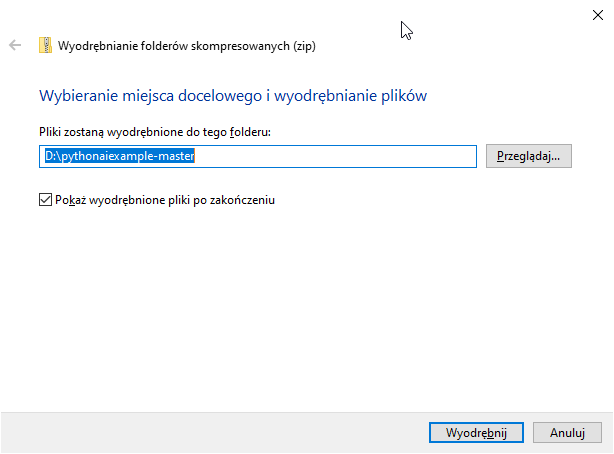 Wyodrębnianie folderów skompresowanych (zip)
Wybieranie miejsca docelowego i wyodrębnianie plików
Pliki zostaną wyodrębnione do tego folderu:
D:\pythonaiexample-master
Przeglądaj...
Pokaż wyodrębnione pliki po zakończeniu
Wyodrębnij
Anuluj